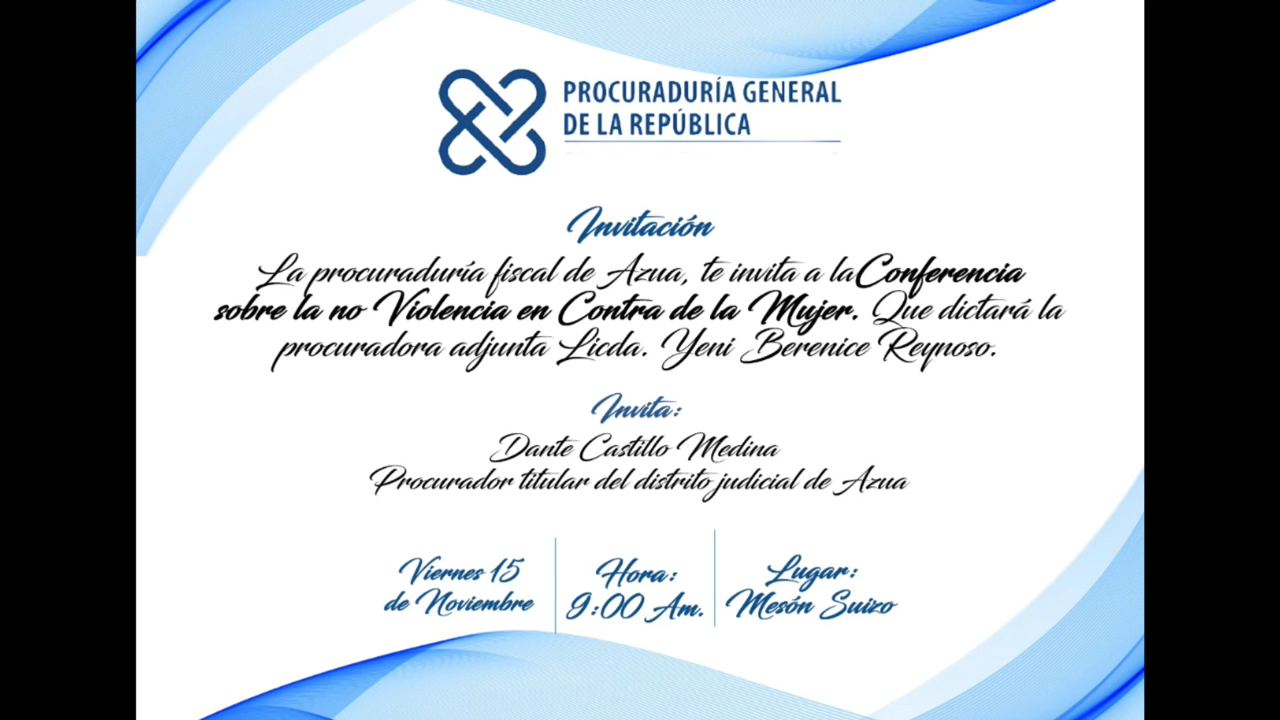 PROCURADURÍA GENERAL
DE LA REPÚBLICA
Invitación
La procuraduría fiscal de Azua, te invita a la Conferencia
sobre la no Violencia en Contra de la Mujer. Que dictará la
procuradora adjunta Licda. Yeni Berenice Reynoso.
Invita:
Dante Castillo Medina
Procurador titular del distrito judicial de Azua
Viernes 15
de Noviembre
Hora:
9:00 Am.
Lugar:
Mesón Suizo